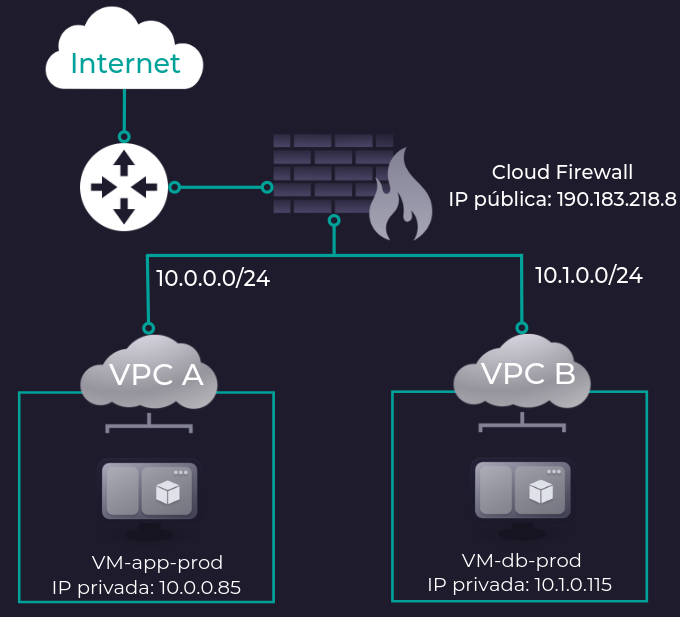 Internet
Cloud Firewall
IP pública: 190.183.218.8
10.0.0.0/24
10.1.0.0/24
VPC A
VPC B
VM-app-prod
IP privada: 10.0.0.85
VM-db-prod
IP privada: 10.1.0.115